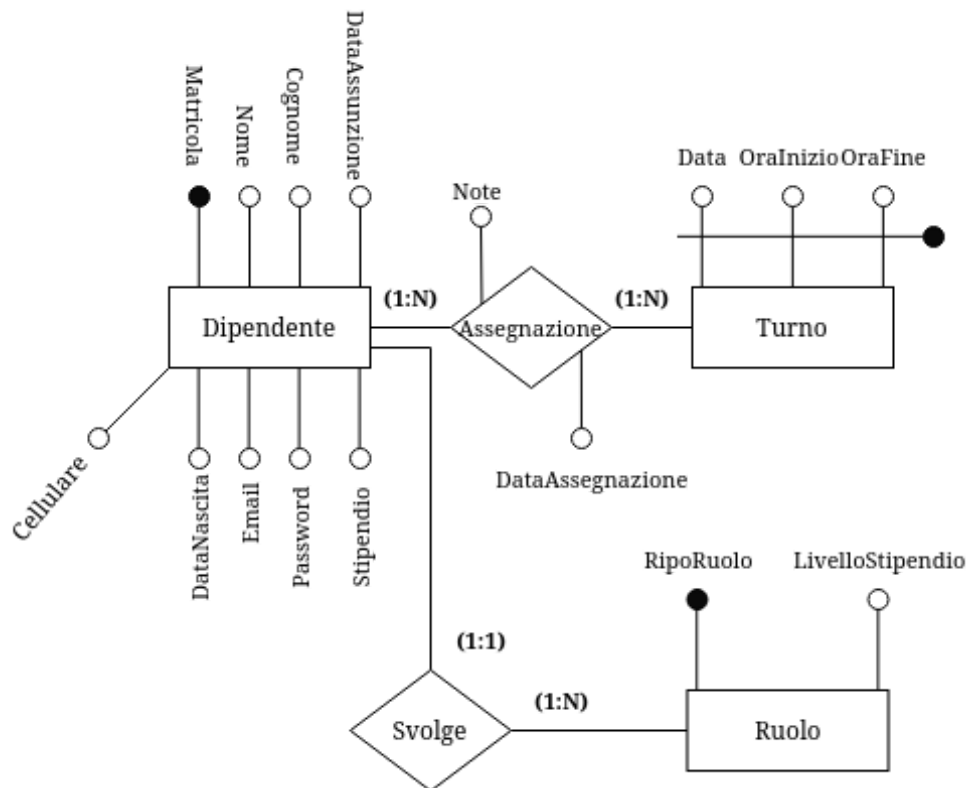 Matricola
Nome
Cognome
DataAssunzione
Note
Data
OraInizio
OraFine
Dipendente
(1:N)
Assegnazione
(1:N)
Turno
Cellulare
DataNascita
Email
Password
Stipendio
DataAssegnazione
RipoRuolo
LivelloStipendio
(1:1)
Svolge
(1:N)
Ruolo